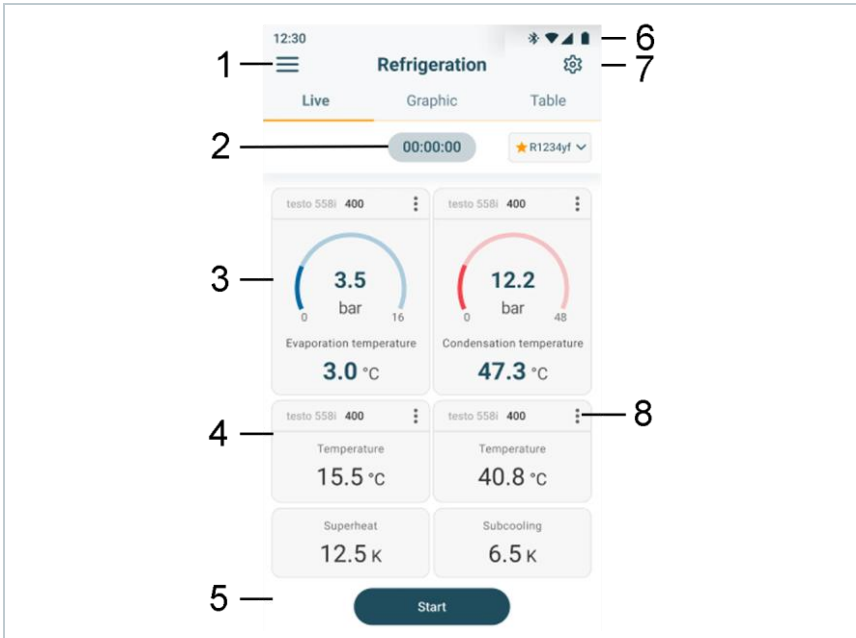 12:30
6
1
Refrigeration
7
Live Graphic Table
2
00:00:00
R1234yf
testo 558i 400
testo 558i 400
3
3.5
bar
0 16
Evaporation temperature
3.0 °C
12.2
bar
0 48
Condensation temperature
47.3 °C
4
testo 558i 400
Temperature
15.5 °C
testo 558i 400
8
Temperature
40.8 °C
Superheat
12.5 K
Subcooling
6.5 K
5
Start